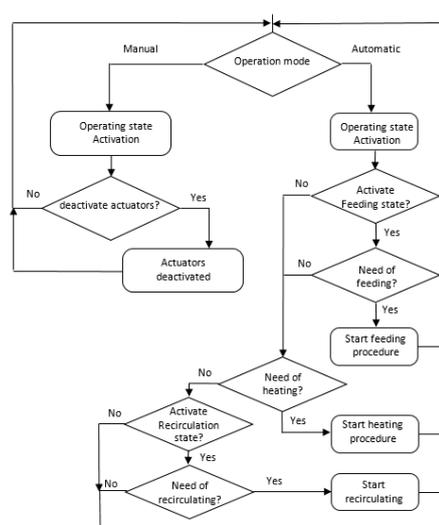 Manual
Automatic
Operation mode
Operating state
Activation
Operating state
Activation
No
deactivate actuators?
Yes
No
Activate
Feeding state?
Yes
Actuators
deactivated
No
Need of
feeding?
Yes
Start feeding
procedure
No
Need of
heating?
Yes
Start heating
procedure
No
Activate
Recirculation
state?
Yes
No
Need of
recirculating?
Yes
Start
recirculating